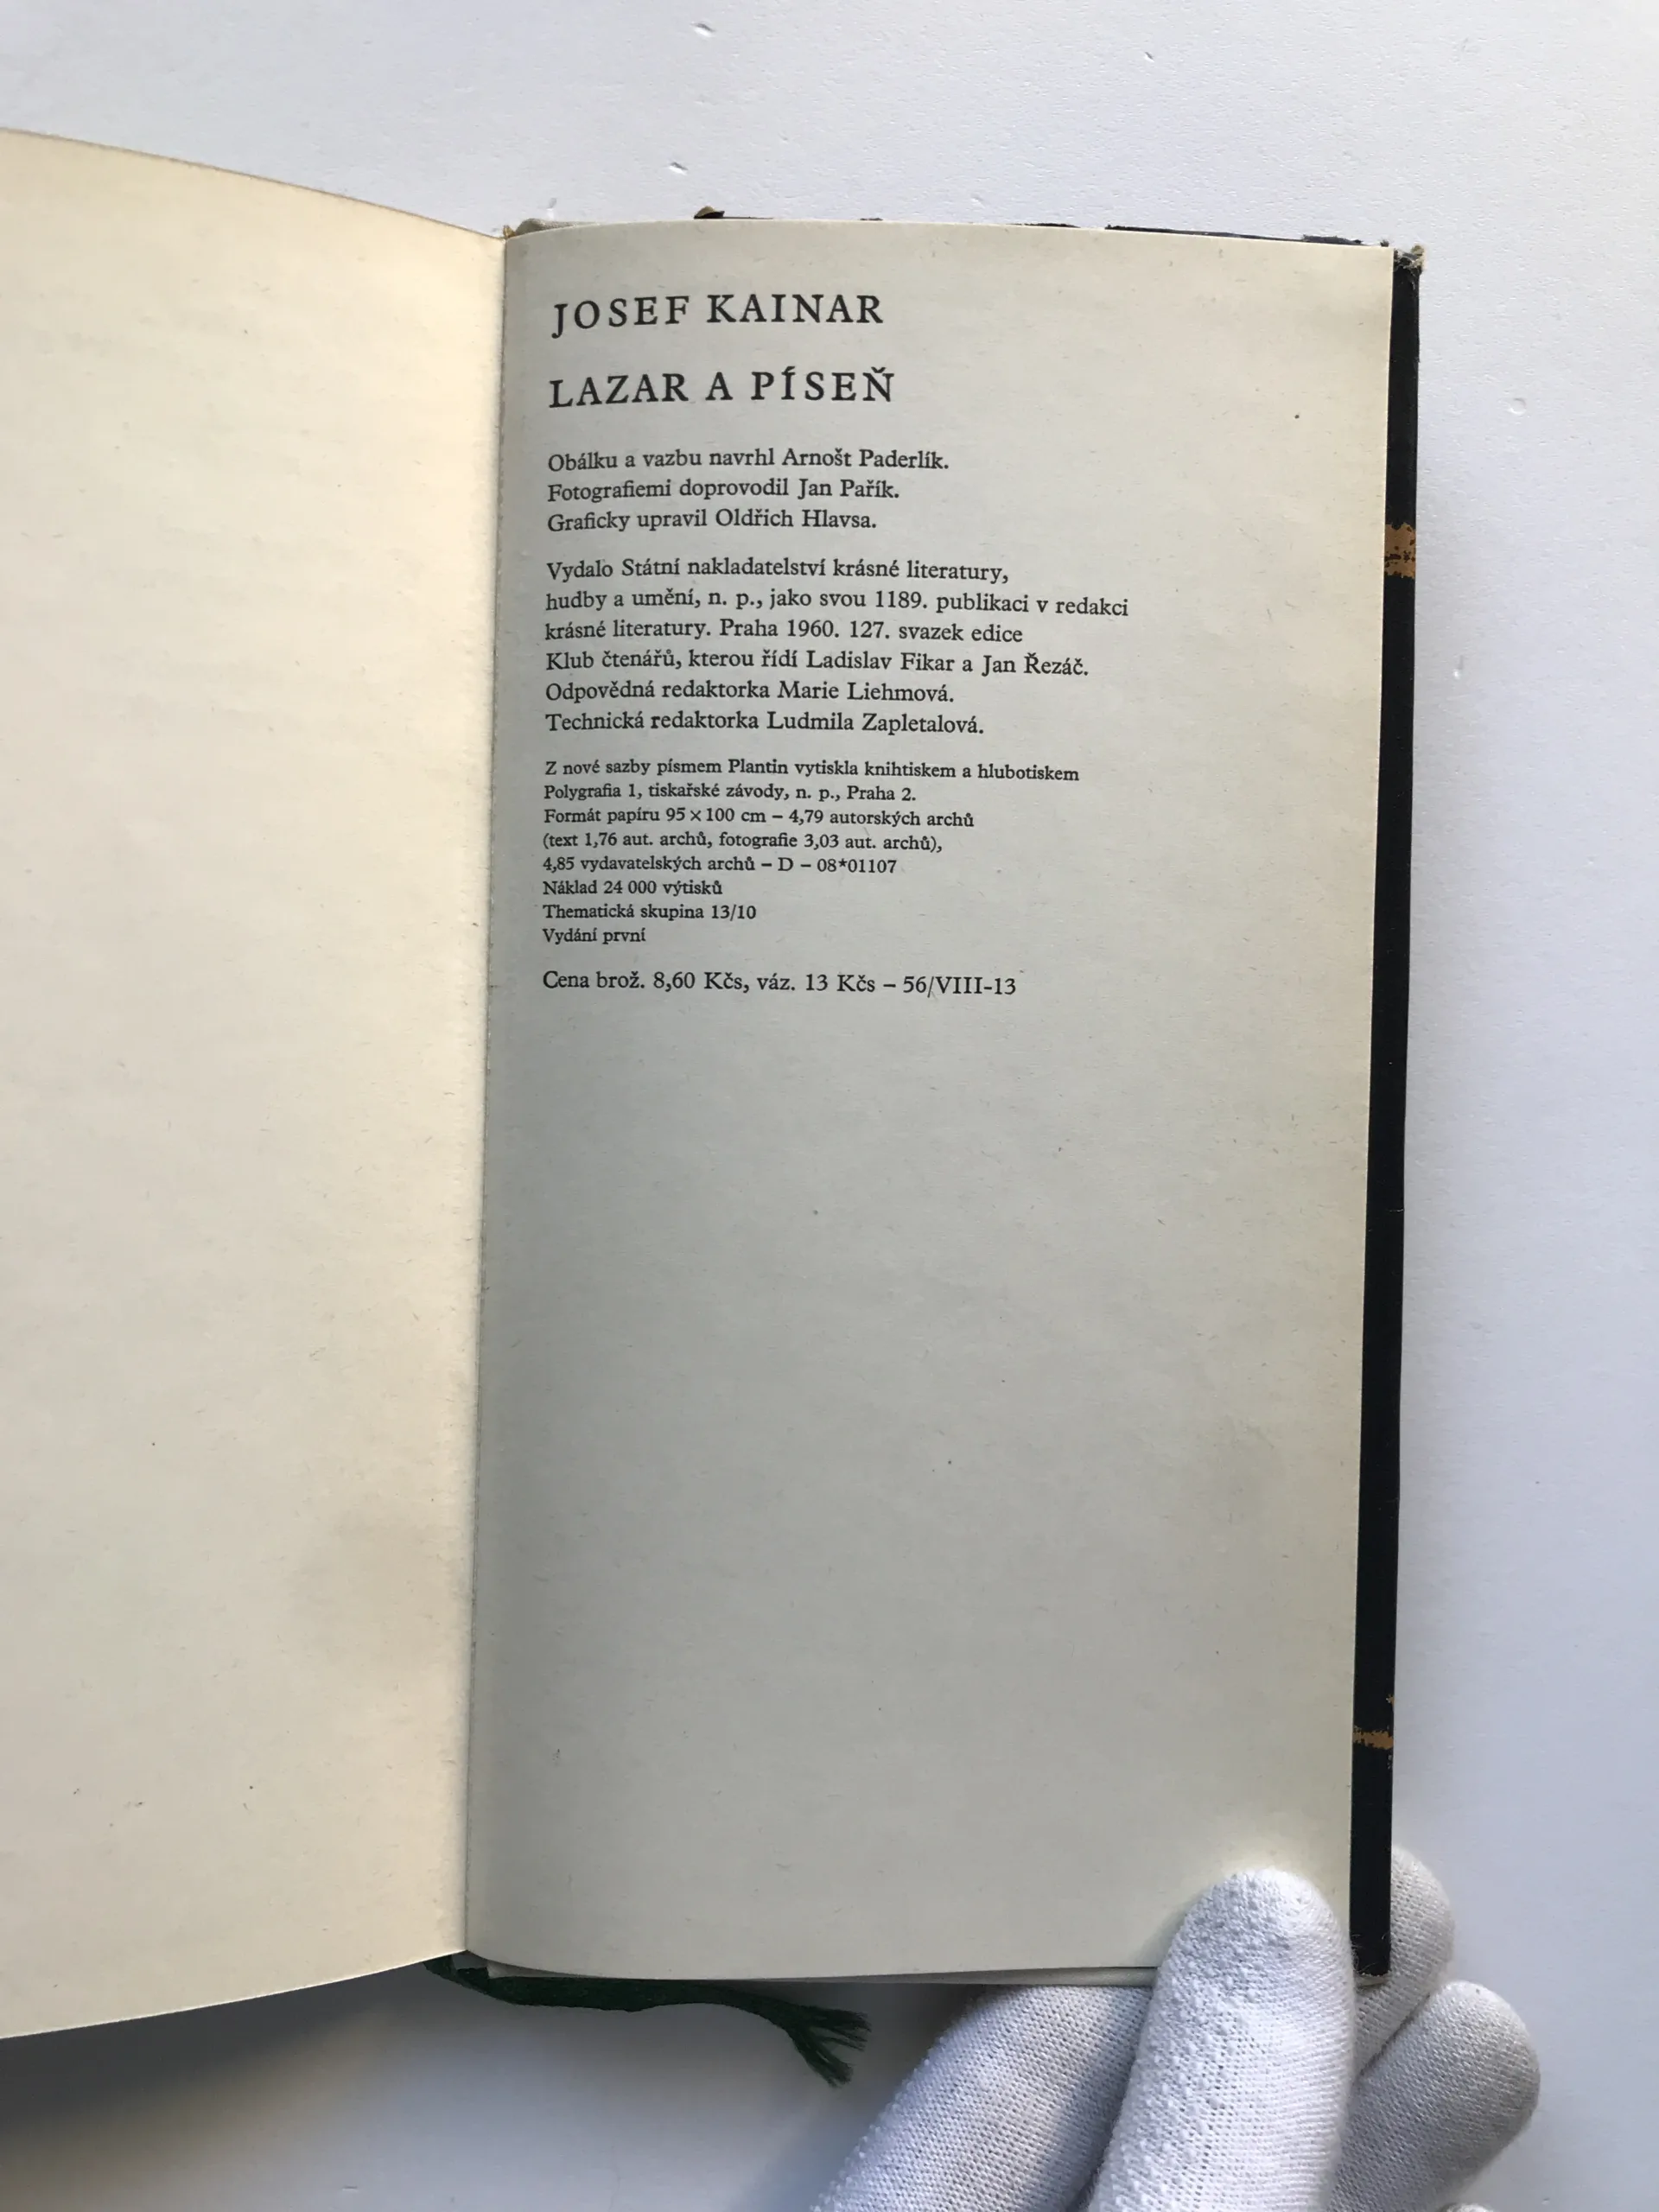 JOSEF KAINAR
LAZAR A PÍSEŇ
Obálku a vazbu navrhl Arnošt Paderlík.
Fotografiemi doprovodil Jan Pařík.
Graficky upravil Oldřich Hlavsa.
Vydalo Státní nakladatelství krásné literatury,
hudby a umění, n. p., jako svou 1189. publikaci v redakci
krásné literatury. Praha 1960. 127. svazek edice
Klub čtenářů, kterou řídí Ladislav Fikar a Jan Řezáč.
Odpovědná redaktorka Marie Liehmová.
Technická redaktorka Ludmila Zapletalová.
Z nové sazby písmem Plantin vytiskla knihtiskem a hlubotiskem
Polygrafia 1, tiskařské závody, n. p., Praha 2.
Formát papíru 95 × 100 cm – 4,79 autorských archů
(text 1,76 aut. archů, fotografie 3,03 aut. archů),
4,85 vydavatelských archů – D – 08*01107
Náklad 24 000 výtisků
Thematická skupina 13/10
Vydání první
Cena brož. 8,60 Kčs, váz. 13 Kčs – 56/VIII-13